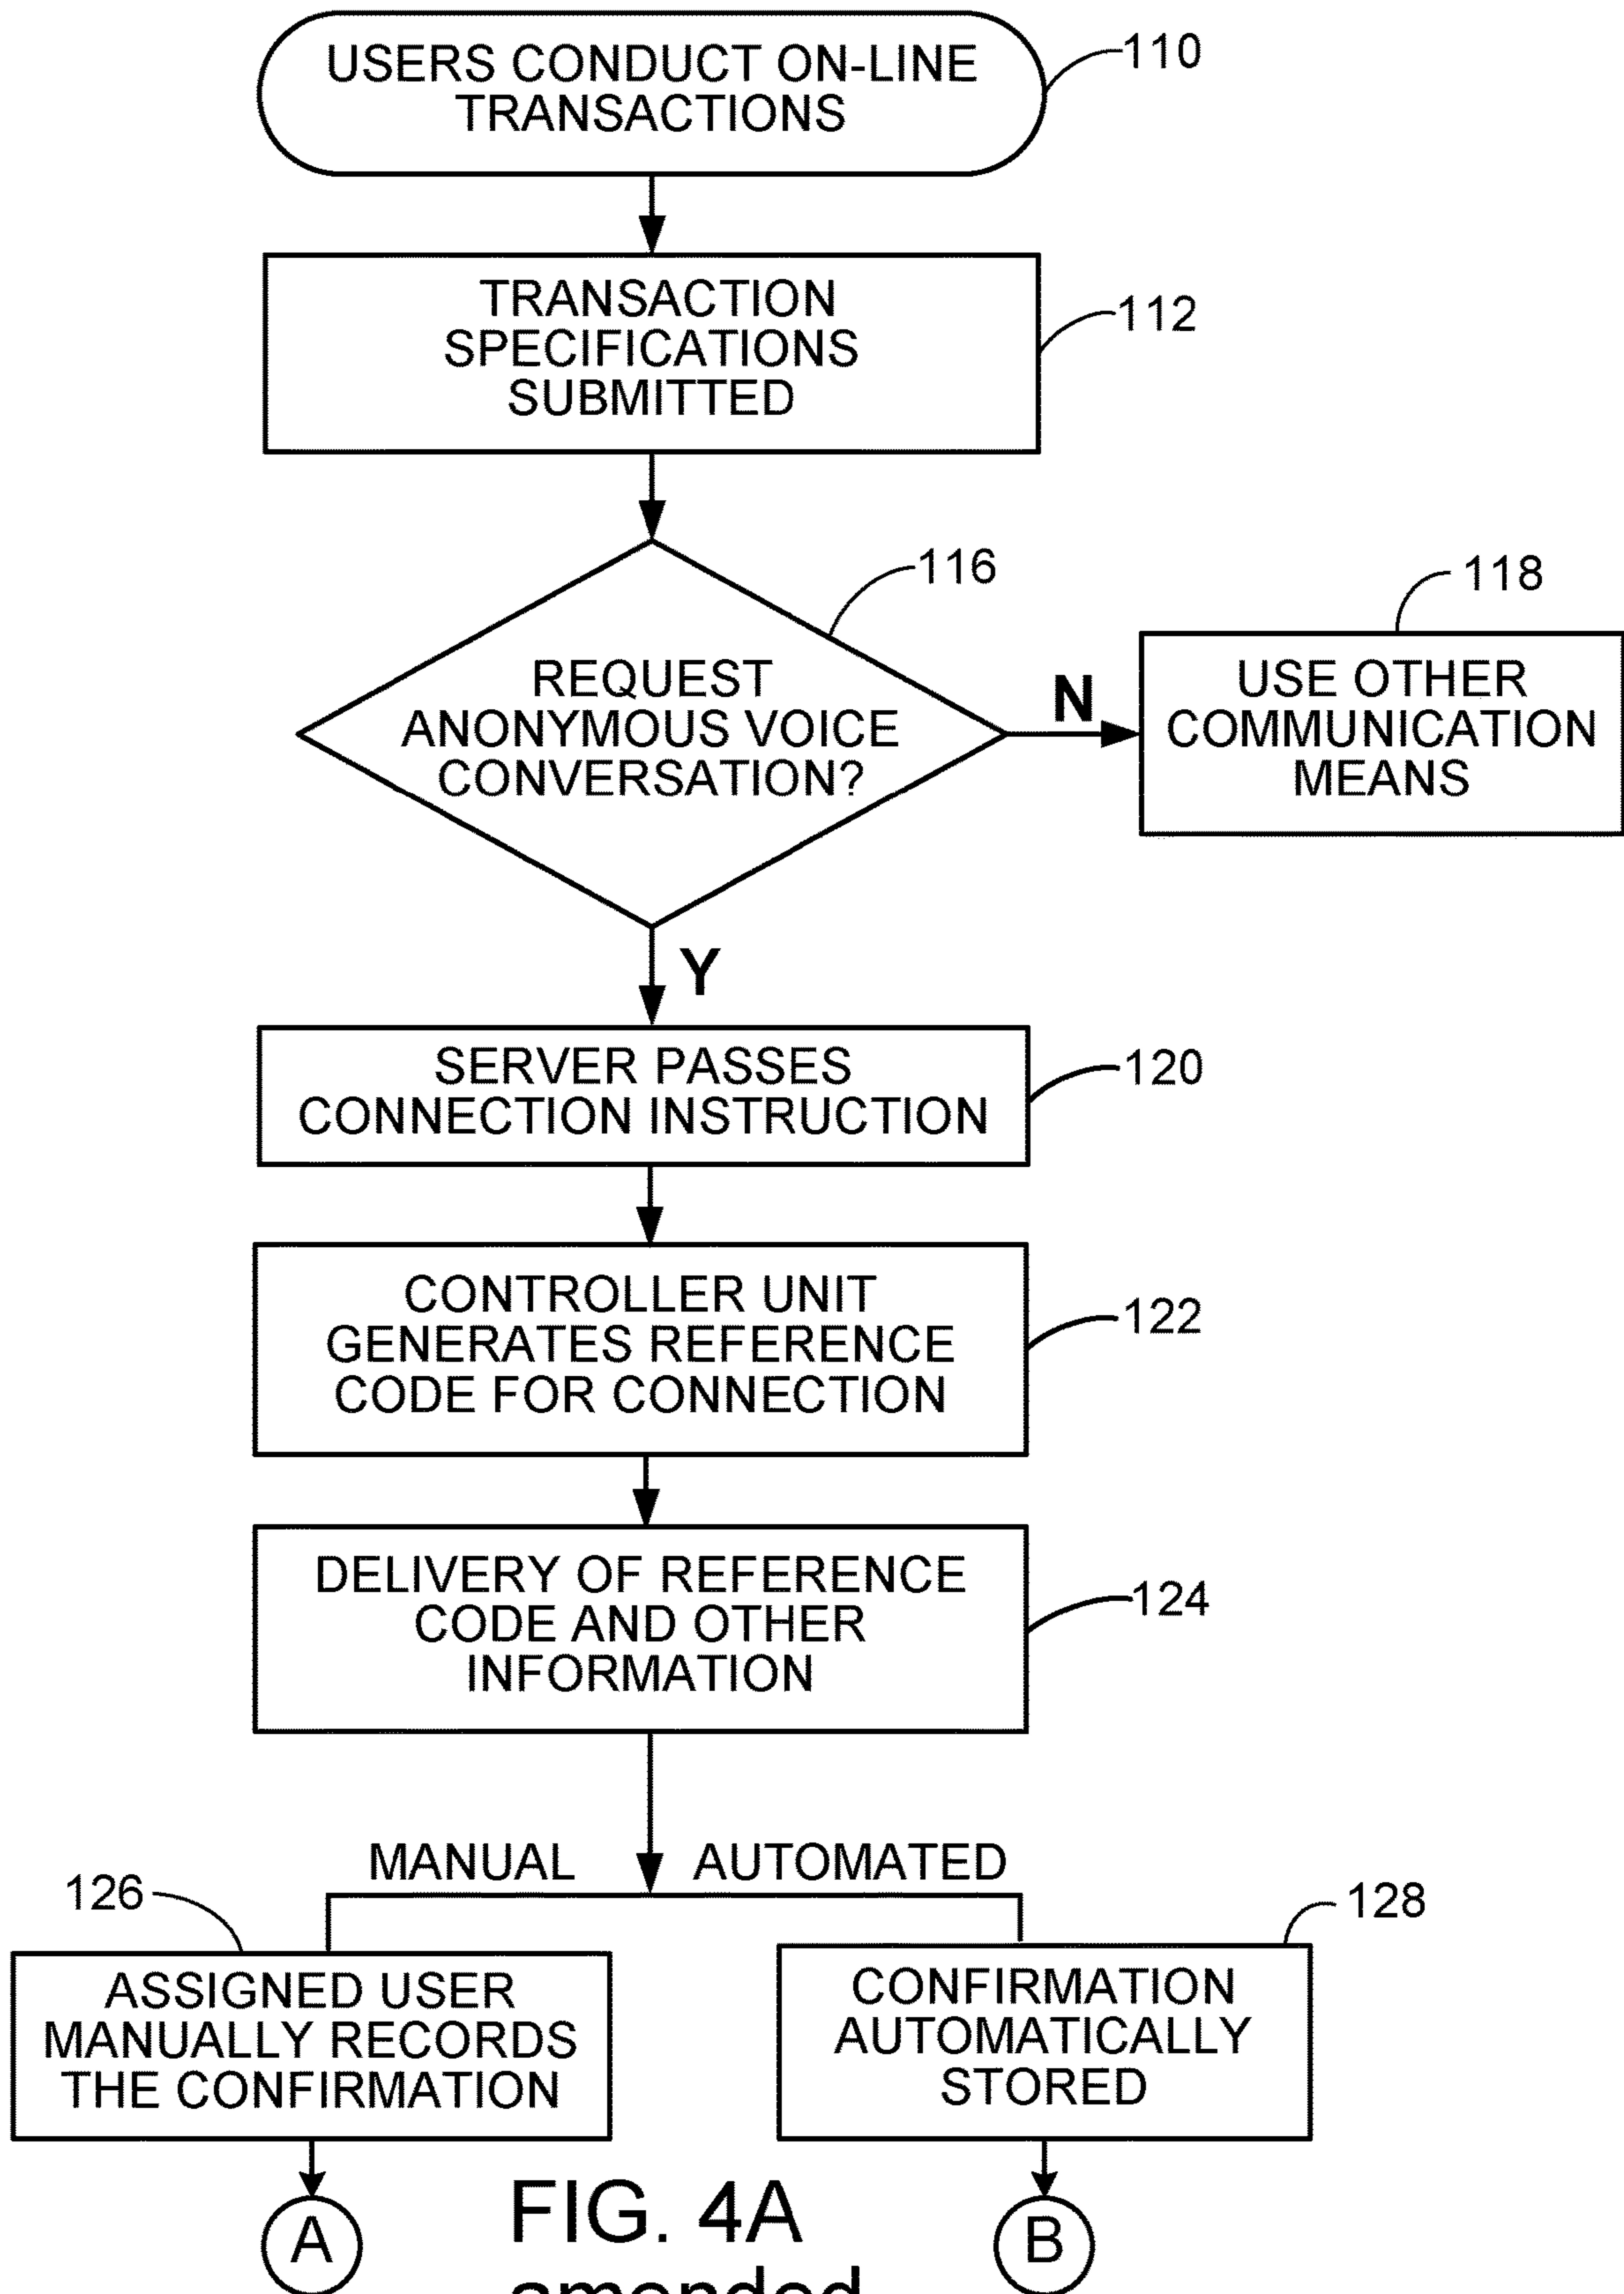 USERS CONDUCT ON-LINE
TRANSACTIONS
110
TRANSACTION
SPECIFICATIONS
SUBMITTED
112
116
118
REQUEST
ANONYMOUS VOICE
CONVERSATION?
N
USE OTHER
COMMUNICATION
MEANS
Y
SERVER PASSES
CONNECTION INSTRUCTION
120
CONTROLLER UNIT
GENERATES REFERENCE
CODE FOR CONNECTION
122
DELIVERY OF REFERENCE
CODE AND OTHER
INFORMATION
124
MANUAL
AUTOMATED
126
128
ASSIGNED USER
MANUALLY RECORDS
THE CONFIRMATION
CONFIRMATION
AUTOMATICALLY
STORED
A
FIG. 4A
B
amended